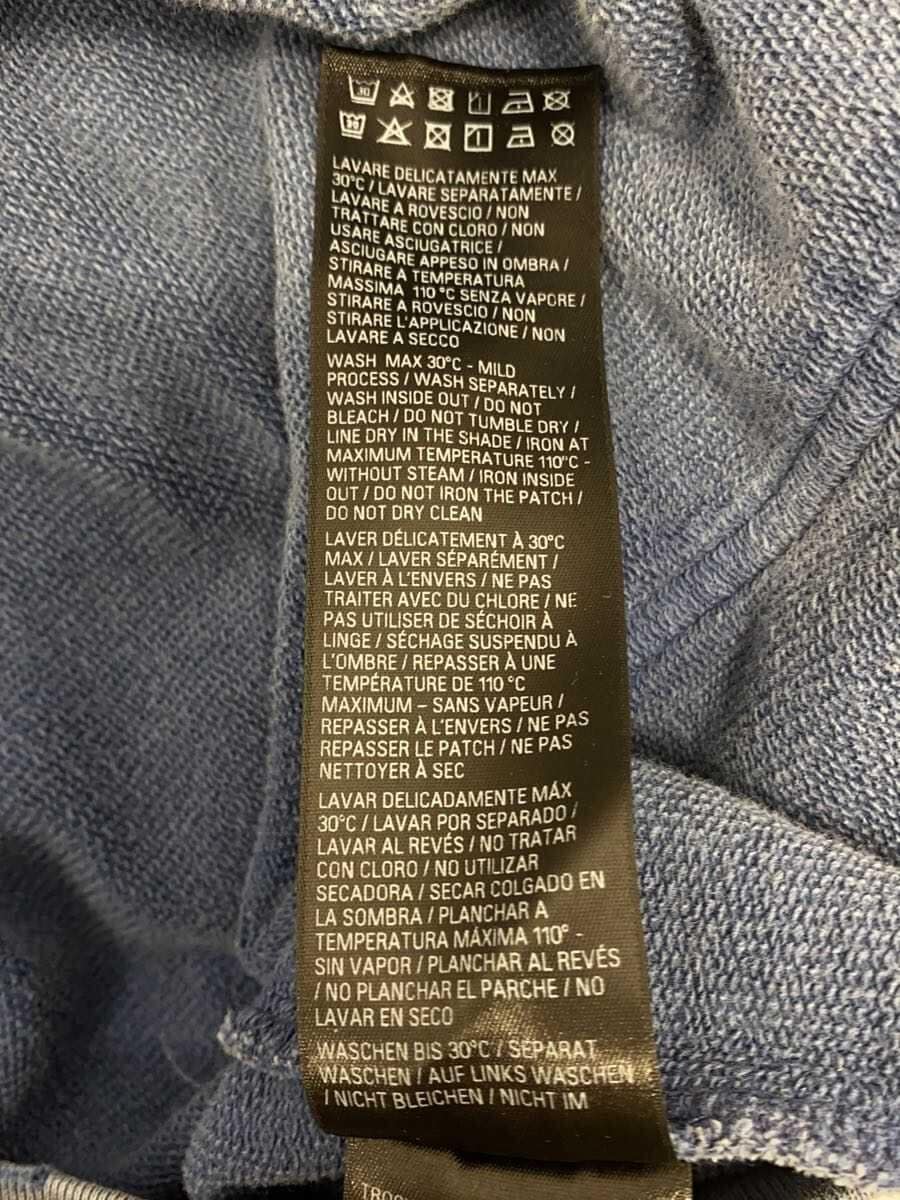 30
30
LAVARE DELICATAMENTE MAX
30°C / LAVARE SEPARATAMENTE /
LAVARE A ROVESCIO / NON
TRATTARE CON CLORO / NON
USARE ASCIUGATRICE /
ASCIUGARE APPESO IN OMBRA /
STIRARE A TEMPERATURA
MASSIMA 110 °C SENZA VAPORE /
STIRARE A ROVESCIO / NON
STIRARE L'APPLICAZIONE / NON
LAVARE A SECCO
WASH MAX 30°C - MILD
PROCESS / WASH SEPARATELY /
WASH INSIDE OUT / DO NOT
BLEACH / DO NOT TUMBLE DRY /
LINE DRY IN THE SHADE / IRON AT
MAXIMUM TEMPERATURE 110°C -
WITHOUT STEAM / IRON INSIDE
OUT / DO NOT IRON THE PATCH /
DO NOT DRY CLEAN
LAVER DÉLICATEMENT À 30°C
MAX / LAVER SÉPARÉMENT /
LAVER À L'ENVERS / NE PAS
TRAITER AVEC DU CHLORE / NE
PAS UTILISER DE SÉCHOIR À
LINGE / SÉCHAGE SUSPENDU À
L'OMBRE / REPASSER À UNE
TEMPÉRATURE DE 110 °C
MAXIMUM – SANS VAPEUR /
REPASSER À L'ENVERS / NE PAS
REPASSER LE PATCH / NE PAS
NETTOYER À SEC
LAVAR DELICADAMENTE MÁX
30°C / LAVAR POR SEPARADO /
LAVAR AL REVÉS / NO TRATAR
CON CLORO / NO UTILIZAR
SECADORA / SECAR COLGADO EN
LA SOMBRA / PLANCHAR A
TEMPERATURA MÁXIMA 110° -
SIN VAPOR / PLANCHAR AL REVÉS
/ NO PLANCHAR EL PARCHE / NO
LAVAR EN SECO
WASCHEN BIS 30°C / SEPARAT
WASCHEN / AUF LINKS WASCHEN
/ NICHT BLEICHEN / NICHT IM